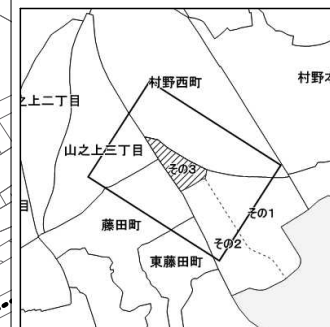 村野西町
村野本
之上二丁目
山之上三丁目
その3
目
その1
藤田町
その2
東藤田町